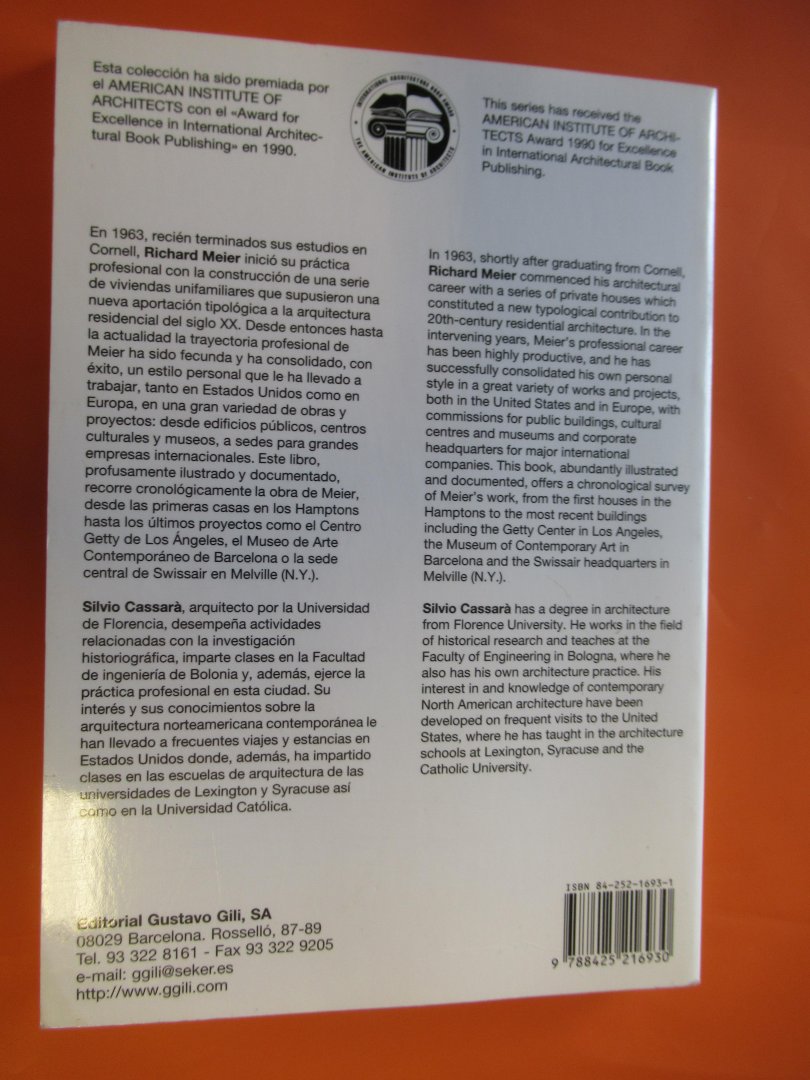 Esta colección ha sido premiada por
el AMERICAN INSTITUTE OF
ARCHITECTS con el «Award for
Excellence in International Architec-
tural Book Publishing» en 1990.
INTERNATIONAL ARCHITECTURE BOOK AWARD
THE AMERICAN INSTITUTE OF ARCHITECTS
This series has received the
AMERICAN INSTITUTE OF ARCHI-
TECTS Award 1990 for Excellence
in International Architectural Book
Publishing.
En 1963, recién terminados sus estudios en
Cornell, Richard Meier inició su práctica
profesional con la construcción de una serie
de viviendas unifamiliares que supusieron una
nueva aportación tipológica a la arquitectura
residencial del siglo XX. Desde entonces hasta
la actualidad la trayectoria profesional de
Meier ha sido fecunda y ha consolidado, con
éxito, un estilo personal que le ha llevado a
trabajar, tanto en Estados Unidos como en
Europa, en una gran variedad de obras y
proyectos: desde edificios públicos, centros
culturales y museos, a sedes para grandes
empresas internacionales. Este libro,
profusamente ilustrado y documentado,
recorre cronológicamente la obra de Meier,
desde las primeras casas en los Hamptons
hasta los últimos proyectos como el Centro
Getty de Los Ángeles, el Museo de Arte
Contemporáneo de Barcelona o la sede
central de Swissair en Melville (N.Y.).
Silvio Cassarà, arquitecto por la Universidad
de Florencia, desempeña actividades
relacionadas con la investigación
historiográfica, imparte clases en la Facultad
de ingeniería de Bolonia y, además, ejerce la
práctica profesional en esta ciudad. Su
interés y sus conocimientos sobre la
arquitectura norteamericana contemporánea le
han llevado a frecuentes viajes y estancias en
Estados Unidos donde, además, ha impartido
clases en las escuelas de arquitectura de las
universidades de Lexington y Syracuse así
como en la Universidad Católica.
In 1963, shortly after graduating from Cornell,
Richard Meier commenced his architectural
career with a series of private houses which
constituted a new typological contribution to
20th-century residential architecture. In the
intervening years, Meier's professional career
has been highly productive, and he has
successfully consolidated his own personal
style in a great variety of works and projects,
both in the United States and in Europe, with
commissions for public buildings, cultural
centres and museums and corporate
headquarters for major international
companies. This book, abundantly illustrated
and documented, offers a chronological survey
of Meier's work, from the first houses in the
Hamptons to the most recent buildings
including the Getty Center in Los Angeles,
the Museum of Contemporary Art in
Barcelona and the Swissair headquarters in
Melville (N.Y.).
Silvio Cassarà has a degree in architecture
from Florence University. He works in the field
of historical research and teaches at the
Faculty of Engineering in Bologna, where he
also has his own architecture practice. His
interest in and knowledge of contemporary
North American architecture have been
developed on frequent visits to the United
States, where he has taught in the architecture
schools at Lexington, Syracuse and the
Catholic University.
Editorial Gustavo Gili, SA
08029 Barcelona. Rosselló, 87-89
Tel. 93 322 8161 - Fax 93 322 9205
e-mail: ggili@seker.es
http://www.ggili.com
ISBN 84-252-1693-1
9 788425 216930